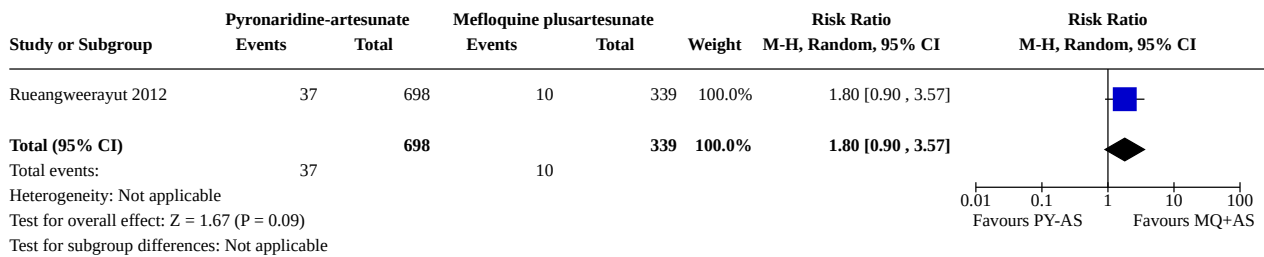 Pyronaridine-artesunate Mefloquine plusartesunate Risk Ratio Risk Ratio
Study or Subgroup Events Total Events Total Weight M-H, Random, 95% CI M-H, Random, 95% CI
Rueangweerayut 2012 37 698 10 339 100.0% 1.80 [0.90 , 3.57]
Total (95% CI) 698 339 100.0% 1.80 [0.90 , 3.57]
Total events: 37 10
Heterogeneity: Not applicable
0.01 0.1 1 10 100
Test for overall effect: Z = 1.67 (P = 0.09)
Favours PY-AS Favours MQ+AS
Test for subgroup differences: Not applicable